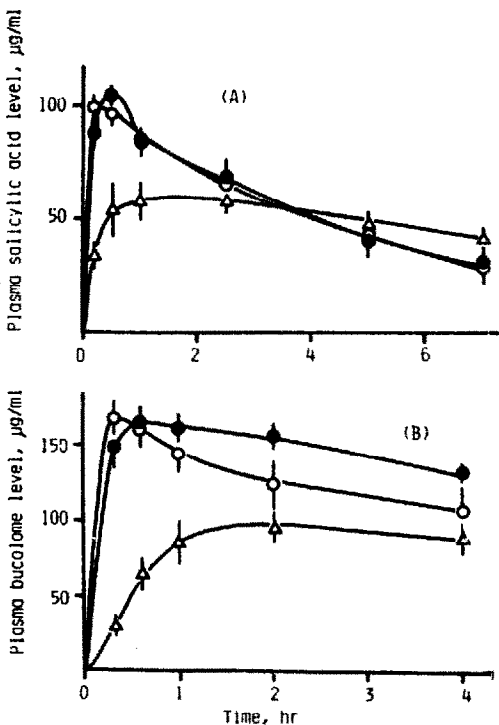 Plasma salicylic acid level, µg/ml
(A)
100
50
0
2
4
6
Plasma bucolome level, µg/ml
(B)
150
100
50
0
1
2
3
4
Time, hr